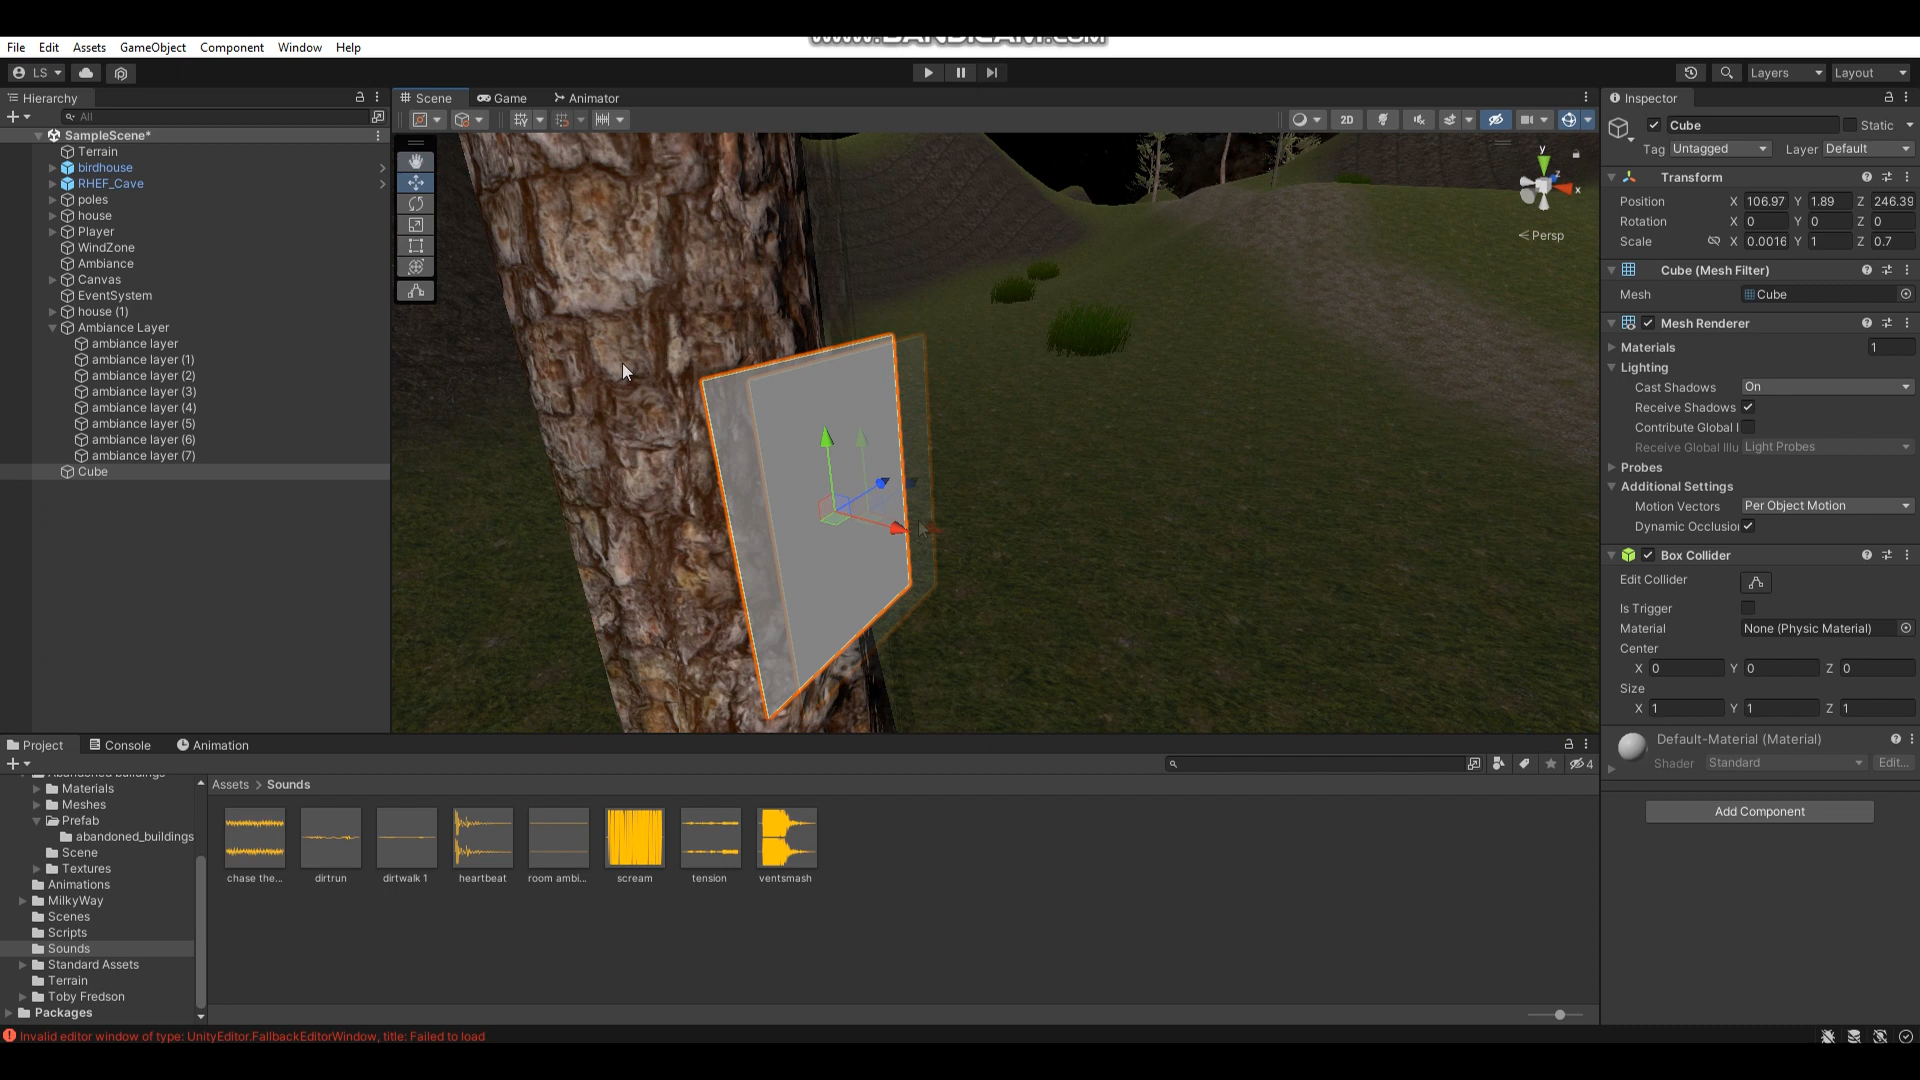 www.BANDICAM.com
File Edit Assets GameObject Component Window Help
LS Layers Layout
Hierarchy
All
SampleScene*
Terrain
birdhouse
RHEF_Cave
poles
house
Player
WindZone
Ambiance
Canvas
EventSystem
house (1)
Ambiance Layer
ambiance layer
ambiance layer (1)
ambiance layer (2)
ambiance layer (3)
ambiance layer (4)
ambiance layer (5)
ambiance layer (6)
ambiance layer (7)
Cube
Scene Game Animator
2D
y
z
x
Persp
Inspector
Cube Static
Tag Untagged Layer Default
Transform
Position X 106.97 Y 1.89 Z 246.39
Rotation X 0 Y 0 Z 0
Scale X 0.0016 Y 1 Z 0.7
Cube (Mesh Filter)
Mesh Cube
Mesh Renderer
Materials 1
Lighting
Cast Shadows On
Receive Shadows
Contribute Global I
Receive Global Illu Light Probes
Probes
Additional Settings
Motion Vectors Per Object Motion
Dynamic Occlusion
Box Collider
Edit Collider
Is Trigger
Material None (Physic Material)
Center
X 0 Y 0 Z 0
Size
X 1 Y 1 Z 1
Default-Material (Material)
Shader Standard Edit...
Add Component
Project Console Animation
4
Abandoned buildings
Materials
Meshes
Prefab
abandoned_buildings
Scene
Textures
Animations
MilkyWay
Scenes
Scripts
Sounds
Standard Assets
Terrain
Toby Fredson
Packages
Assets > Sounds
chase the... dirtrun dirtwalk 1 heartbeat room ambi... scream tension ventsmash
Invalid editor window of type: UnityEditor.FallbackEditorWindow, title: Failed to load